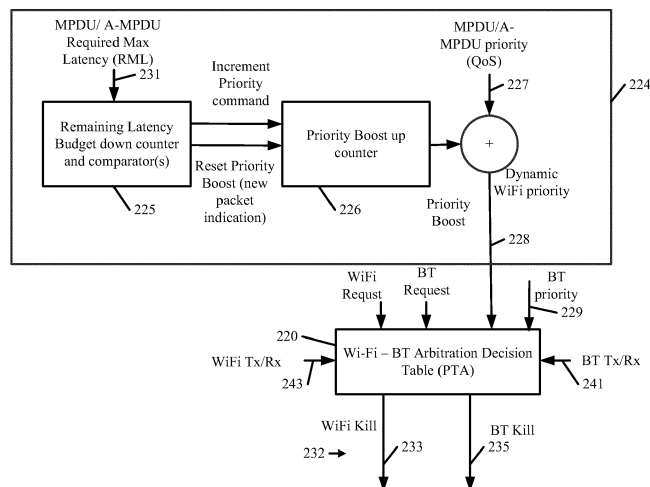 MPDU/ A-MPDU
Required Max
Latency (RML)
231
Increment
Priority
command
MPDU/A-
MPDU priority
(QoS)
227
224
Remaining Latency
Budget down counter
and comparator(s)
225
Reset Priority
Boost (new
packet
indication)
Priority Boost up
counter
226
+
Dynamic
WiFi priority
Priority
Boost
228
WiFi
Requst
BT
Request
BT
priority
229
220
Wi-Fi – BT Arbitration Decision
Table (PTA)
WiFi Tx/Rx
243
BT Tx/Rx
241
WiFi Kill
232
233
BT Kill
235